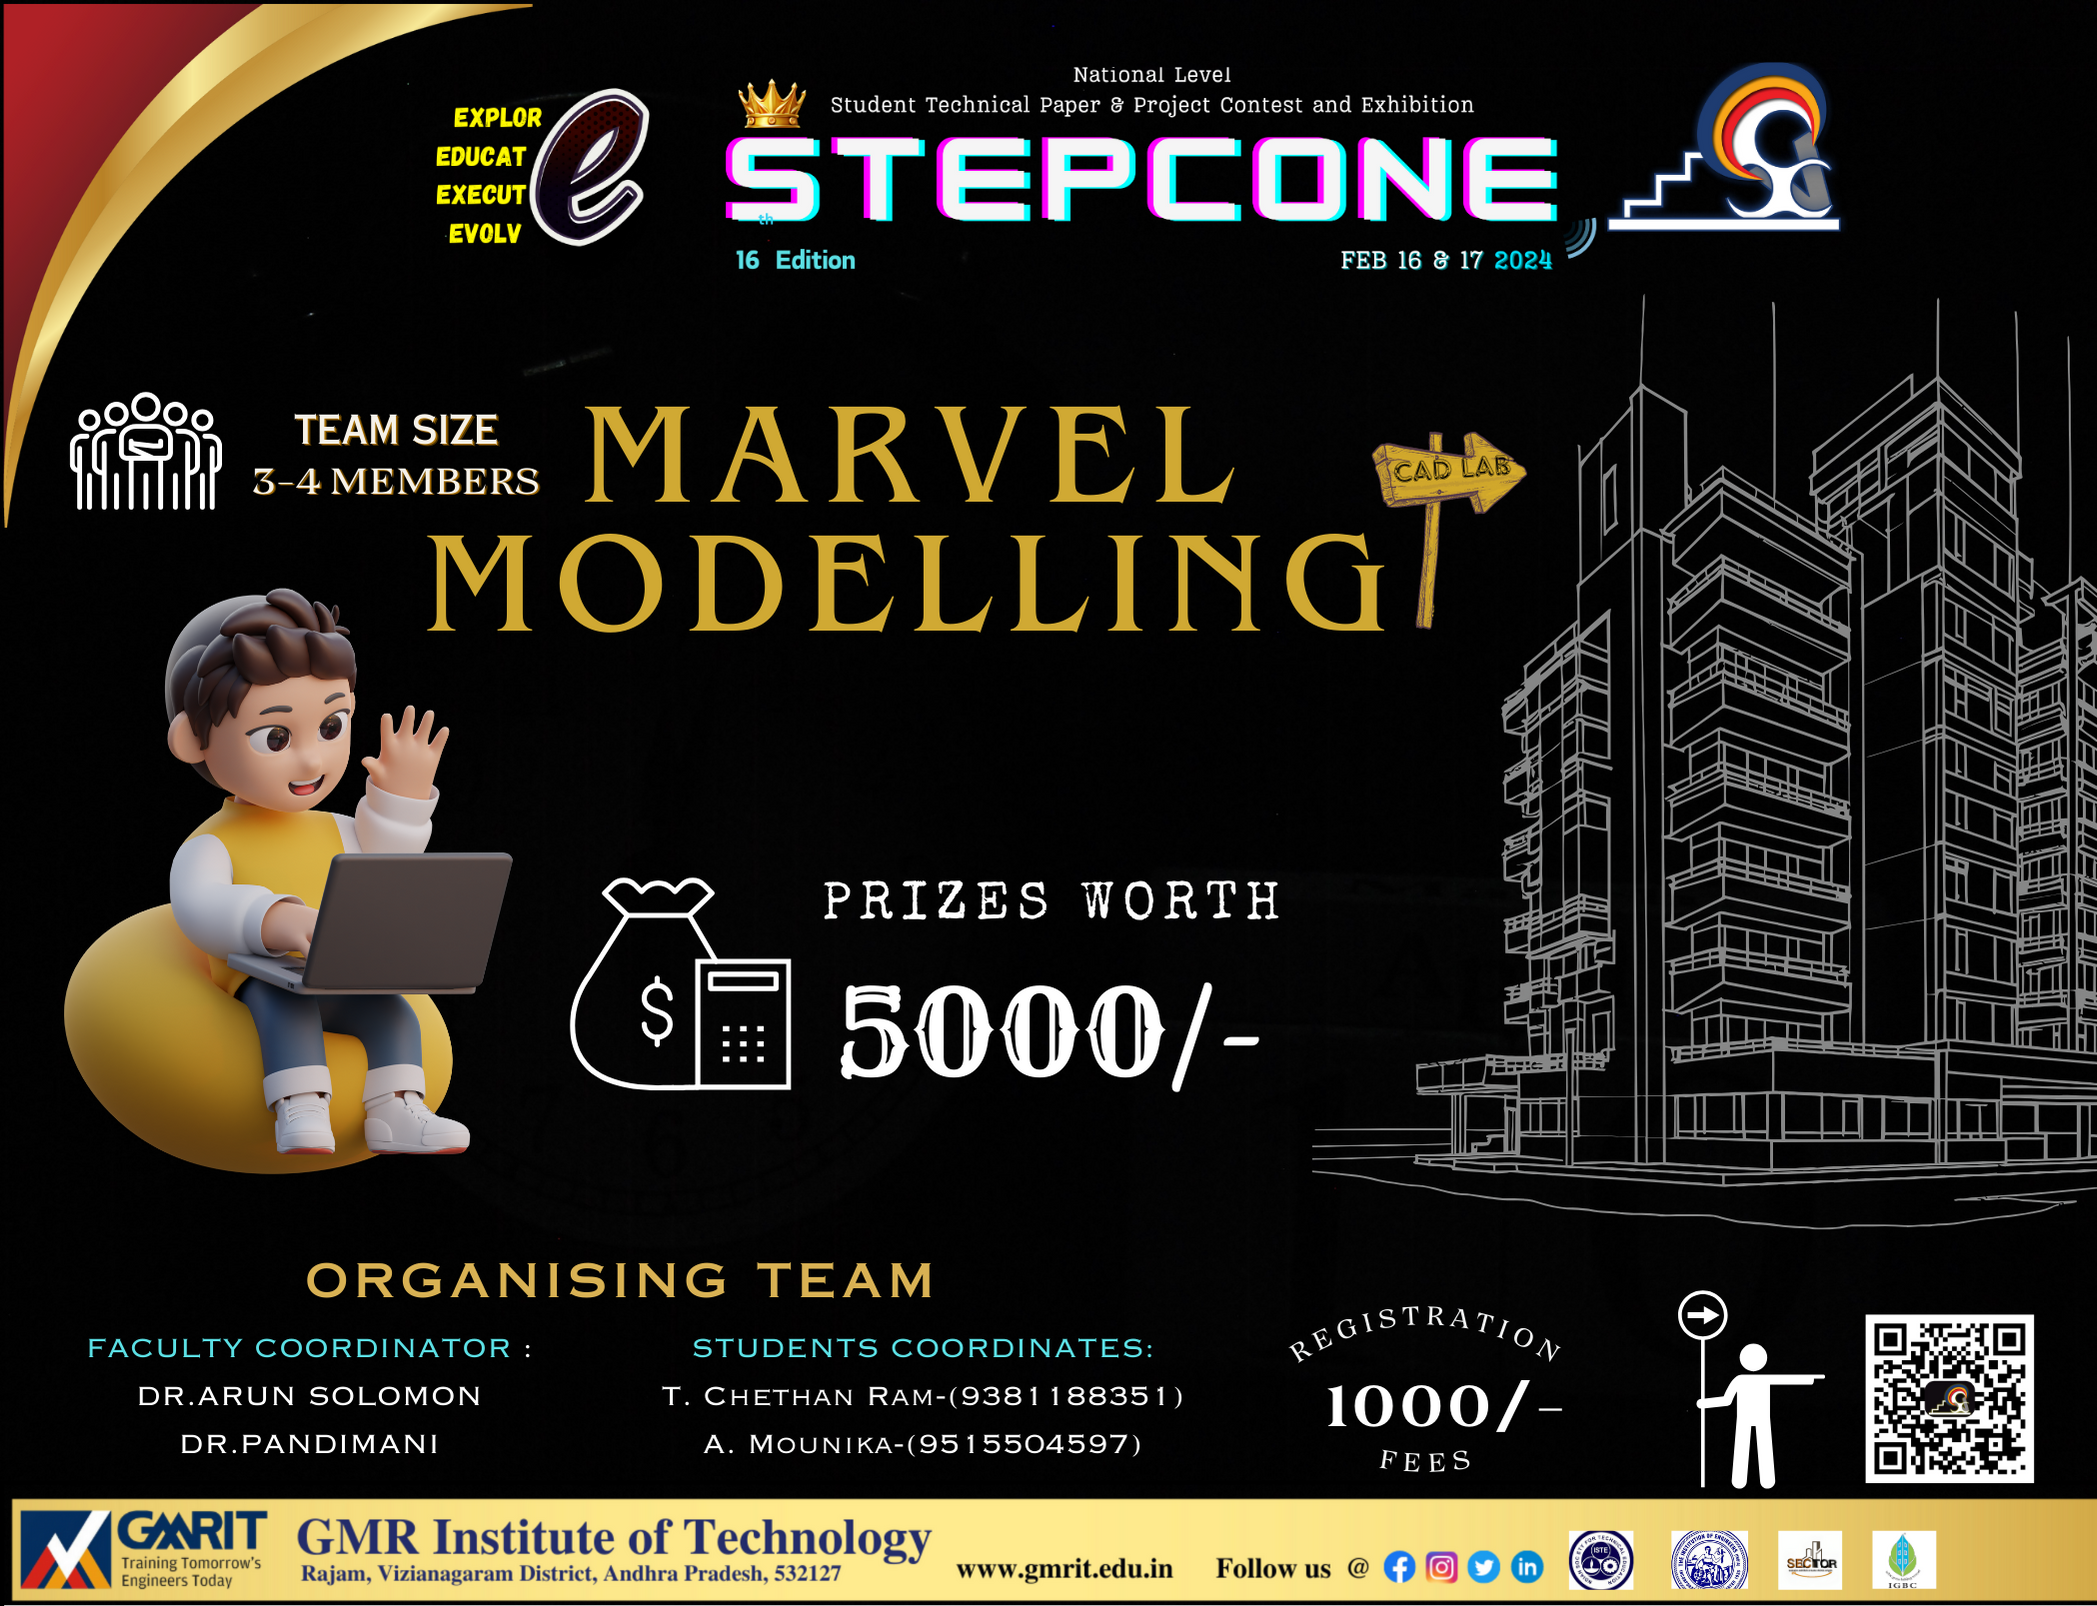 National Level
Student Technical Paper & Project Contest and Exhibition
EXPLOR
EDUCAT
EXECUT
EVOLV
e
STEPCONE
16th Edition
FEB 16 & 17 2024
TEAM SIZE
3-4 MEMBERS
MARVEL
MODELLING
CAD LAB
PRIZES WORTH
$
5000/-
ORGANISING TEAM
FACULTY COORDINATOR :
DR.ARUN SOLOMON
DR.PANDIMANI
STUDENTS COORDINATES:
T. CHETHAN RAM-(9381188351)
A. MOUNIKA-(9515504597)
REGISTRATION
1000/-
FEES
GMRIT
Training Tomorrow's
Engineers Today
GMR Institute of Technology
Rajam, Vizianagaram District, Andhra Pradesh, 532127
www.gmrit.edu.in
Follow us @
ISTE
SECTOR
IGBC